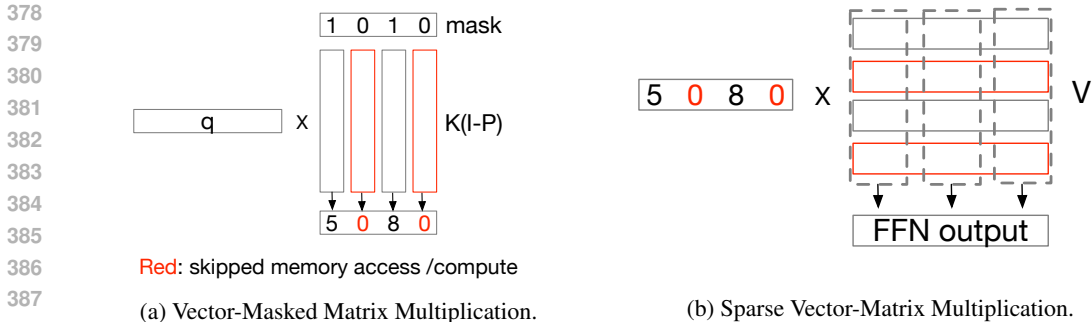 378
379
380
381
382
383
384
385
386
387
1 0 1 0 mask
q x K(I-P)
5 0 8 0
Red: skipped memory access /compute
(a) Vector-Masked Matrix Multiplication.
5 0 8 0 x V
FFN output
(b) Sparse Vector-Matrix Multiplication.